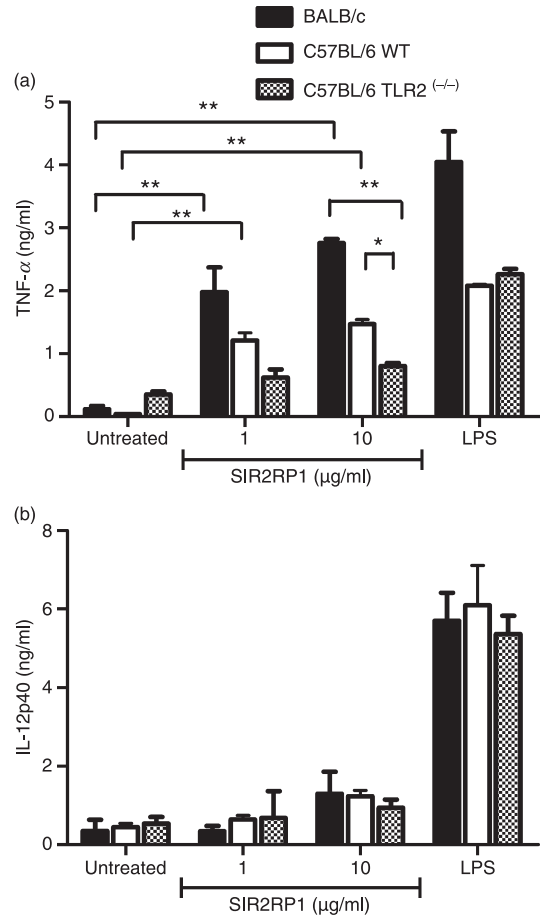 BALB/c
C57BL/6 WT
C57BL/6 TLR2 (–/–)
(a)
TNF-α (ng/ml)
5
4
3
2
1
0
**
**
**
**
**
*
Untreated 1 10 LPS
SIR2RP1 (μg/ml)
(b)
IL-12p40 (ng/ml)
8
6
4
2
0
Untreated 1 10 LPS
SIR2RP1 (μg/ml)